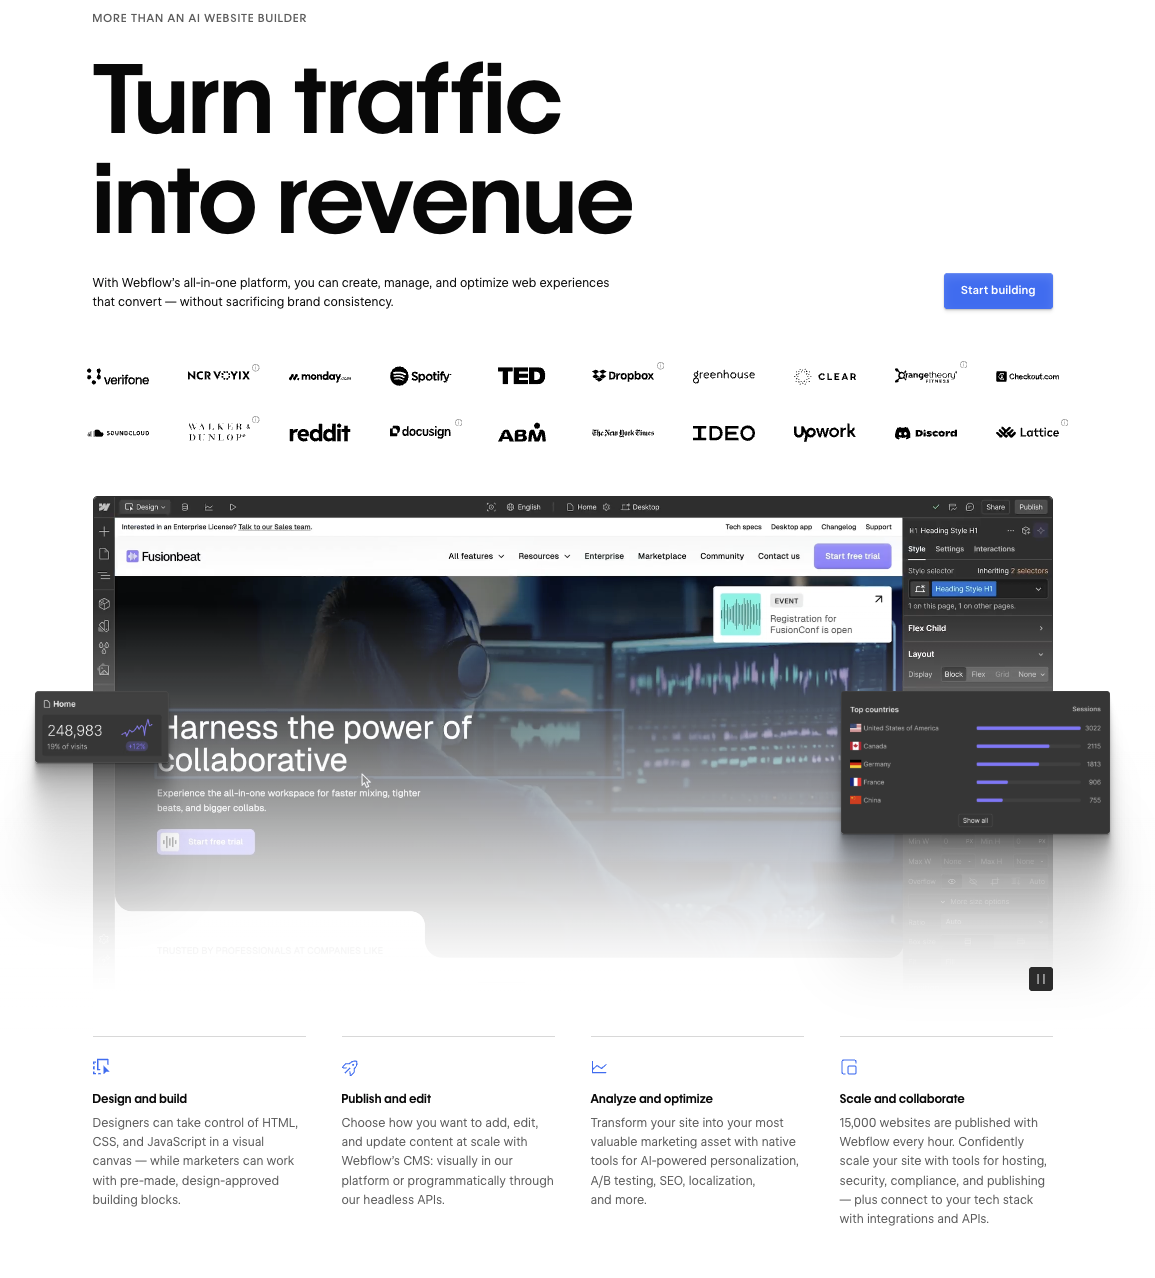 MORE THAN AN AI WEBSITE BUILDER
Turn traffic
into revenue
With Webflow's all-in-one platform, you can create, manage, and optimize web experiences
that convert — without sacrificing brand consistency.
Start building
verifone
NCR VOYIX
monday.com
Spotify
TED
Dropbox
greenhouse
CLEAR
Orangetheory
FITNESS
Checkout.com
SOUNDCLOUD
WALKER &
DUNLOP
reddit
docusign
ABM
The New York Times
IDEO
Upwork
Discord
Lattice
Design
English
Home
Desktop
Share
Publish
Interested in an Enterprise License? Talk to our Sales team.
Tech specs
Desktop app
Changelog
Support
Fusionbeat
All features
Resources
Enterprise
Marketplace
Community
Contact us
Start free trial
EVENT
Registration for
FusionConf is open
H1 Heading Style H1
Style
Settings
Interactions
Style selector
Inheriting 2 selectors
Heading Style H1
1 on this page, 1 on other pages.
Flex Child
Layout
Display
Block
Flex
Grid
None
Home
248,983
19% of visits
+12%
Harness the power of
collaborative
Experience the all-in-one workspace for faster mixing, tighter
beats, and bigger collabs.
Start free trial
TRUSTED BY PROFESSIONALS AT COMPANIES LIKE
Top countries
Sessions
United States of America
3022
Canada
2115
Germany
1813
France
906
China
755
Show all
Max W
None
Max H
None
Overflow
Auto
More size options
Design and build
Designers can take control of HTML,
CSS, and JavaScript in a visual
canvas — while marketers can work
with pre-made, design-approved
building blocks.
Publish and edit
Choose how you want to add, edit,
and update content at scale with
Webflow's CMS: visually in our
platform or programmatically through
our headless APIs.
Analyze and optimize
Transform your site into your most
valuable marketing asset with native
tools for AI-powered personalization,
A/B testing, SEO, localization,
and more.
Scale and collaborate
15,000 websites are published with
Webflow every hour. Confidently
scale your site with tools for hosting,
security, compliance, and publishing
— plus connect to your tech stack
with integrations and APIs.